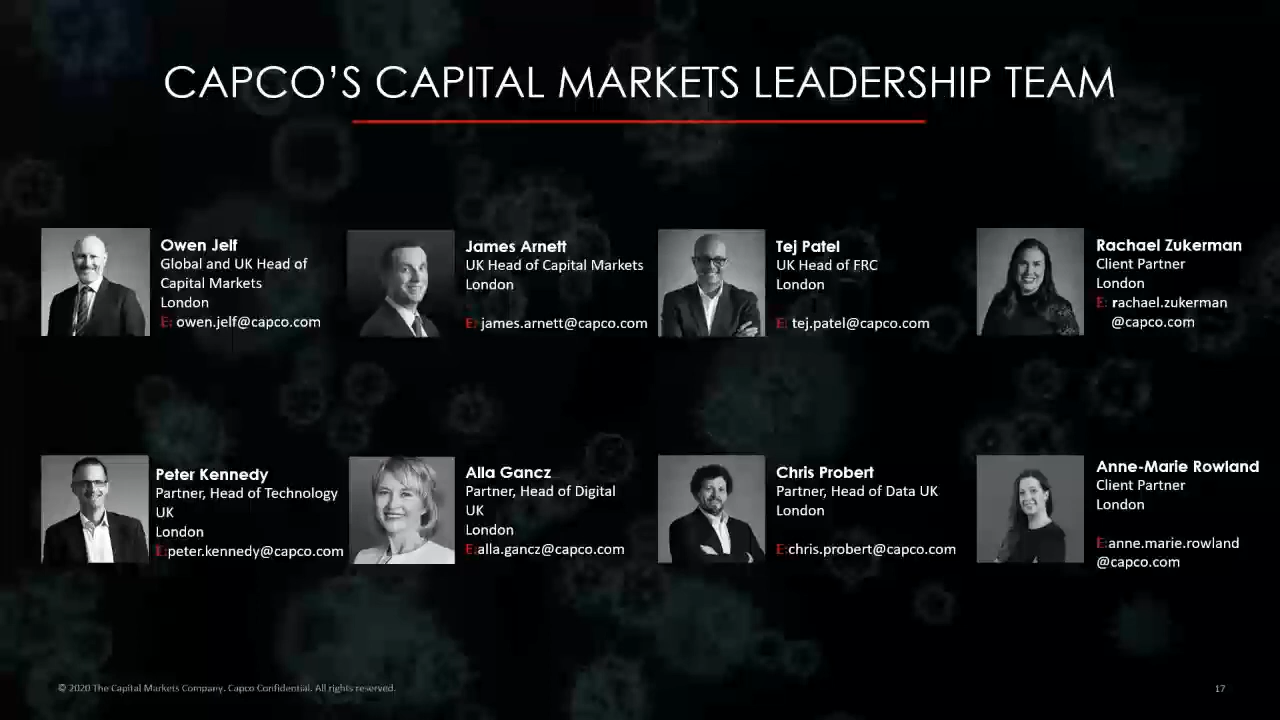 CAPCO'S CAPITAL MARKETS LEADERSHIP TEAM
Owen Jelf
Global and UK Head of
Capital Markets
London
E: owen.jelf@capco.com
James Arnett
UK Head of Capital Markets
London
E: james.arnett@capco.com
Tej Patel
UK Head of FRC
London
E: tej.patel@capco.com
Rachael Zukerman
Client Partner
London
E: rachael.zukerman
@capco.com
Peter Kennedy
Partner, Head of Technology
UK
London
E:peter.kennedy@capco.com
Alla Gancz
Partner, Head of Digital
UK
London
E:alla.gancz@capco.com
Chris Probert
Partner, Head of Data UK
London
E:chris.probert@capco.com
Anne-Marie Rowland
Client Partner
London
E:anne.marie.rowland
@capco.com
© 2020 The Capital Markets Company. Capco Confidential. All rights reserved.
17